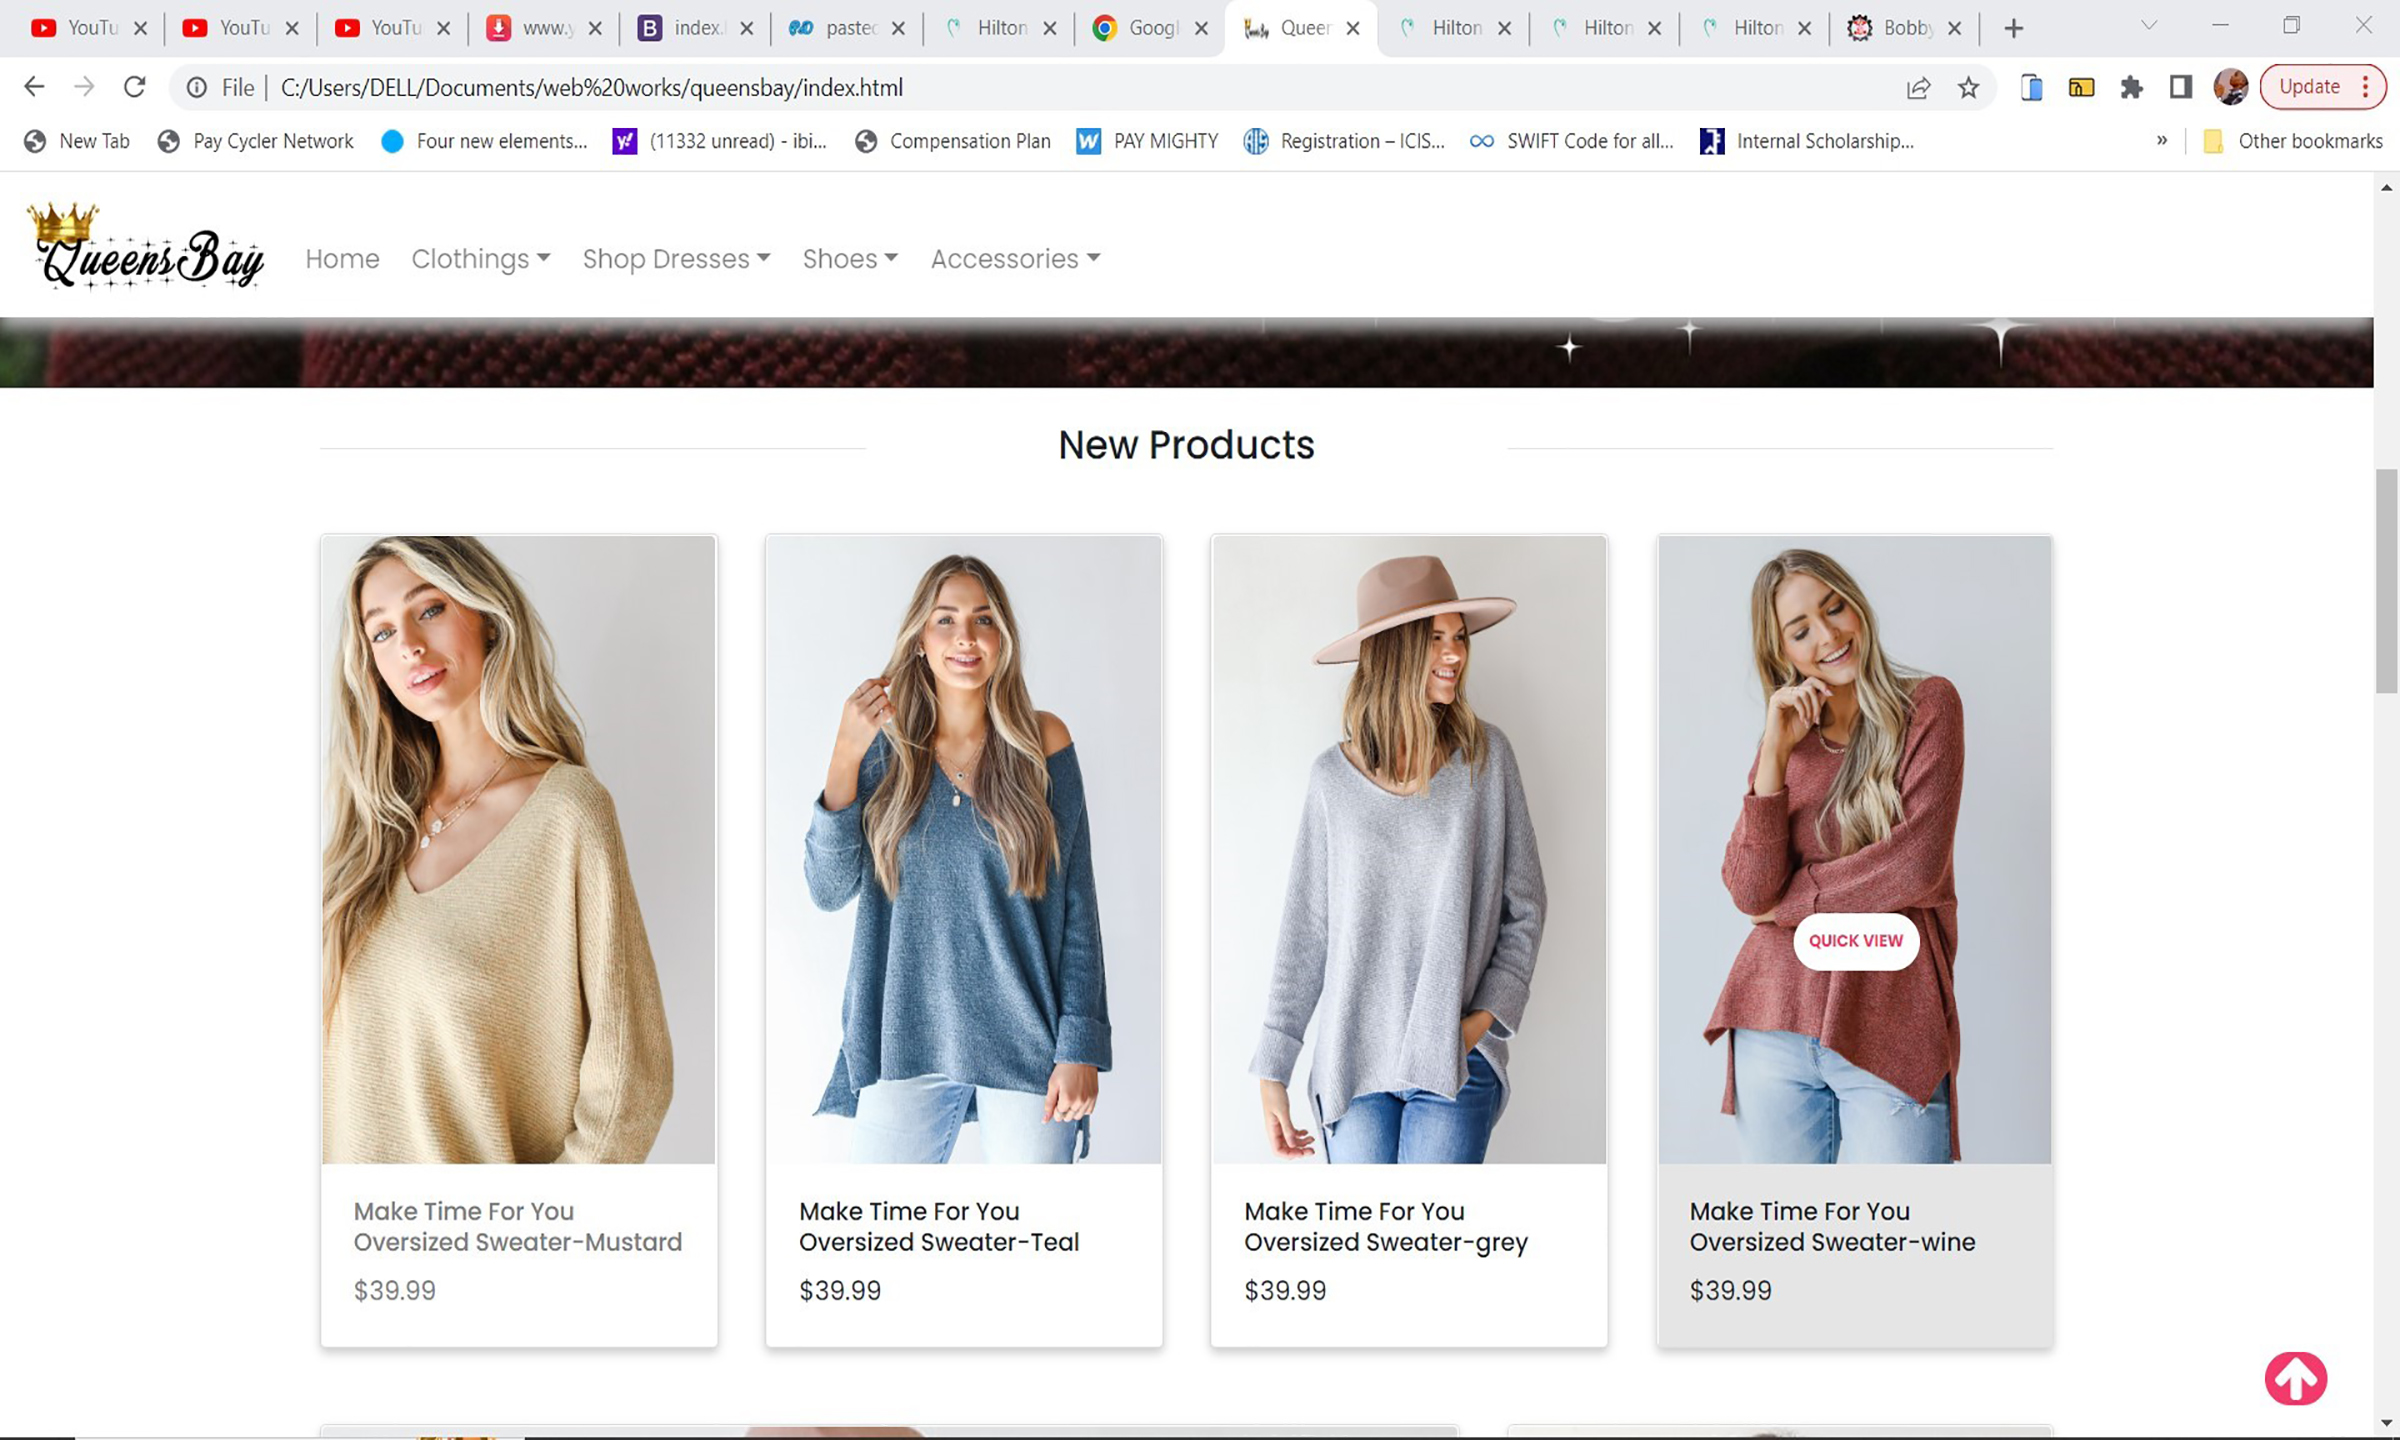 YouTu
YouTu
YouTu
www.y
index.
pasted
Hilton
Googl
Queen
Hilton
Hilton
Hilton
Bobby
File
C:/Users/DELL/Documents/web%20works/queensbay/index.html
Update
New Tab
Pay Cycler Network
Four new elements...
(11332 unread) - ibi...
Compensation Plan
PAY MIGHTY
Registration – ICIS...
SWIFT Code for all...
Internal Scholarship...
»
Other bookmarks
QueensBay
Home
Clothings
Shop Dresses
Shoes
Accessories
New Products
QUICK VIEW
Make Time For You
Oversized Sweater-Mustard
$39.99
Make Time For You
Oversized Sweater-Teal
$39.99
Make Time For You
Oversized Sweater-grey
$39.99
Make Time For You
Oversized Sweater-wine
$39.99